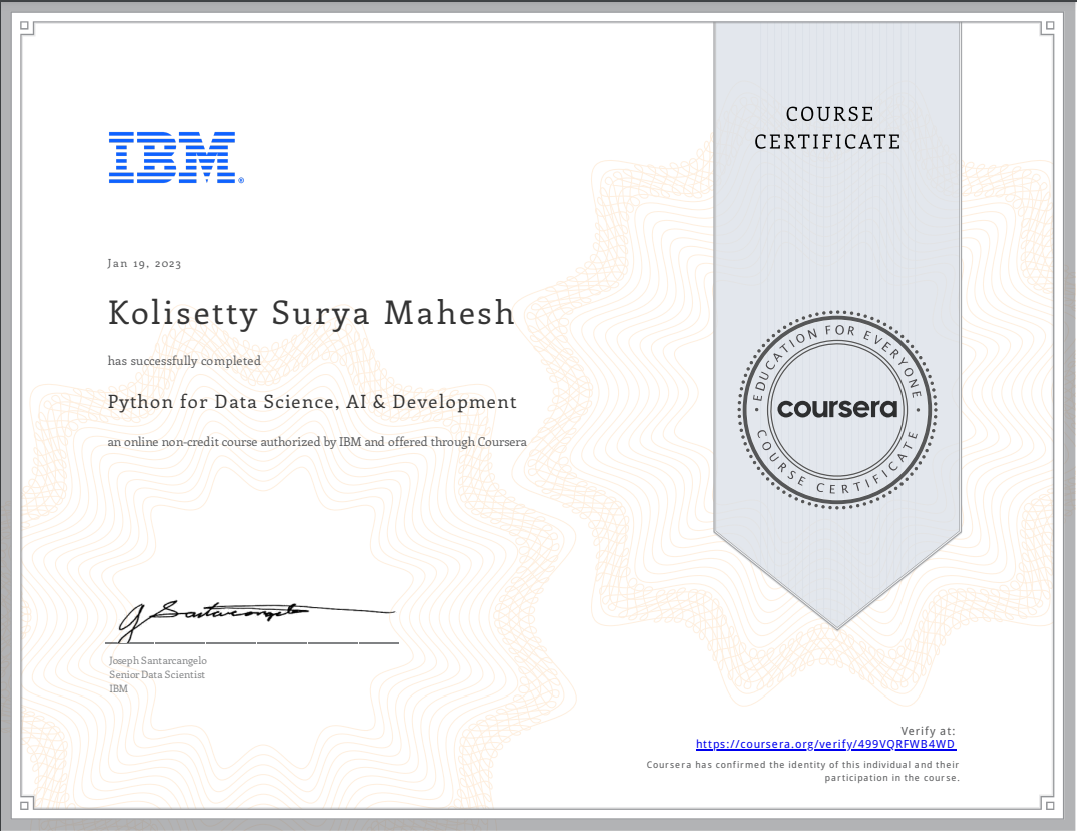 COURSE
CERTIFICATE
IBM®
Jan 19, 2023
Kolisetty Surya Mahesh
has successfully completed
Python for Data Science, AI & Development
an online non-credit course authorized by IBM and offered through Coursera
EDUCATION FOR EVERYONE
coursera
COURSE CERTIFICATE
J Santarcangelo
Joseph Santarcangelo
Senior Data Scientist
IBM
Verify at:
https://coursera.org/verify/499VQRFWB4WD
Coursera has confirmed the identity of this individual and their
participation in the course.